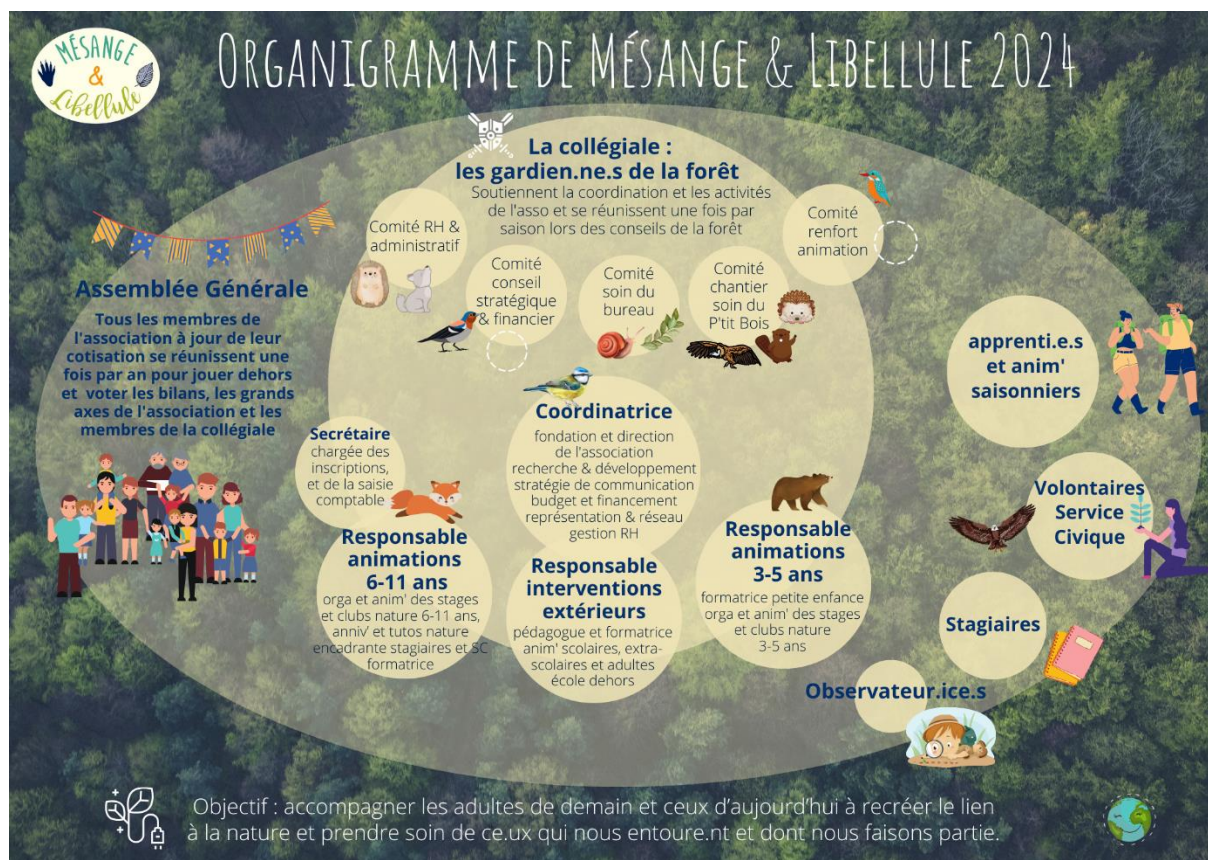 MÉSANGE
&
Libellule
ORGANIGRAMME DE MÉSANGE & LIBELLULE 2024
La collégiale :
les gardien.ne.s de la forêt
Soutiennent la coordination et les activités
de l'asso et se réunissent une fois par
saison lors des conseils de la forêt
Comité RH &
administratif
Comité
conseil
stratégique
& financier
Comité
soin du
bureau
Comité
chantier
soin du
P'tit Bois
Comité
renfort
animation
Assemblée Générale
Tous les membres de
l'association à jour de leur
cotisation se réunissent une
fois par an pour jouer dehors
et voter les bilans, les grands
axes de l'association et les
membres de la collégiale
Secrétaire
chargée des
inscriptions,
et de la saisie
comptable
Coordinatrice
fondation et direction
de l'association
recherche & développement
stratégie de communication
budget et financement
représentation & réseau
gestion RH
Responsable
animations
6-11 ans
orga et anim' des stages
et clubs nature 6-11 ans,
anniv' et tutos nature
encadrante stagiaires et SC
formatrice
Responsable
interventions
extérieurs
pédagogue et formatrice
anim' scolaires, extra-
scolaires et adultes
école dehors
Responsable
animations
3-5 ans
formatrice petite enfance
orga et anim' des stages
et clubs nature
3-5 ans
apprenti.e.s
et anim'
saisonniers
Volontaires
Service
Civique
Stagiaires
Observateur.ice.s
Objectif : accompagner les adultes de demain et ceux d'aujourd'hui à recréer le lien
à la nature et prendre soin de ce.ux qui nous entoure.nt et dont nous faisons partie.